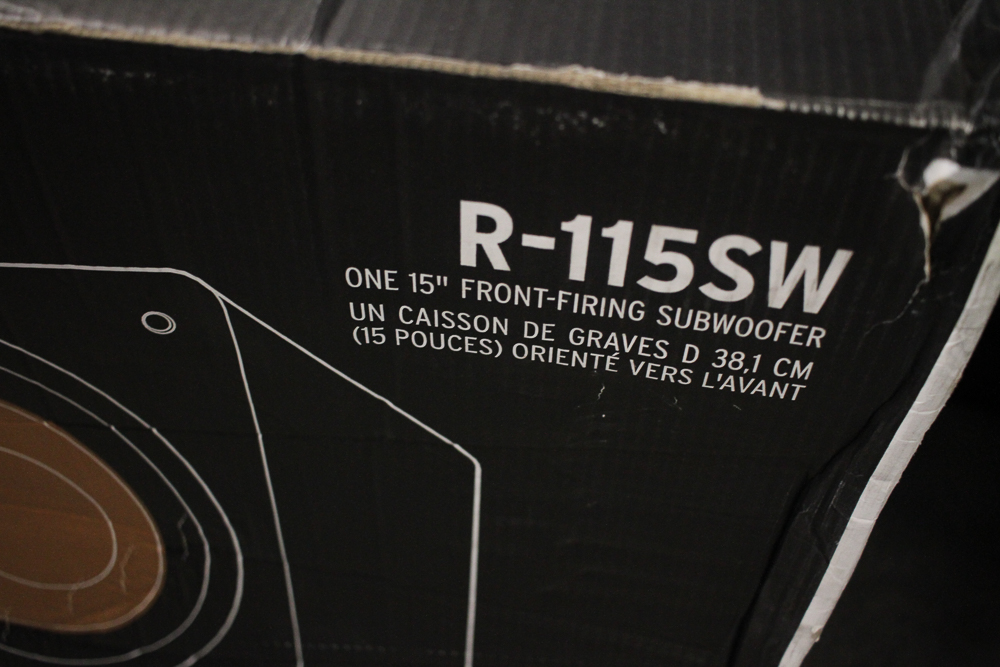 R-115SW
ONE 15" FRONT-FIRING SUBWOOFER
UN CAISSON DE GRAVES D 38,1 CM
(15 POUCES) ORIENTÉ VERS L'AVANT